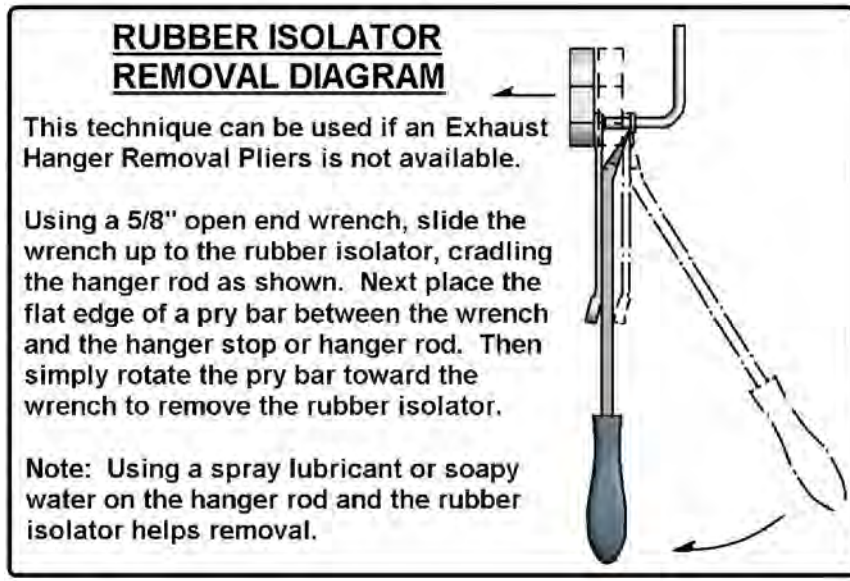 RUBBER ISOLATOR
REMOVAL DIAGRAM
This technique can be used if an Exhaust
Hanger Removal Pliers is not available.
Using a 5/8" open end wrench, slide the
wrench up to the rubber isolator, cradling
the hanger rod as shown.  Next place the
flat edge of a pry bar between the wrench
and the hanger stop or hanger rod.  Then
simply rotate the pry bar toward the
wrench to remove the rubber isolator.
Note:  Using a spray lubricant or soapy
water on the hanger rod and the rubber
isolator helps removal.